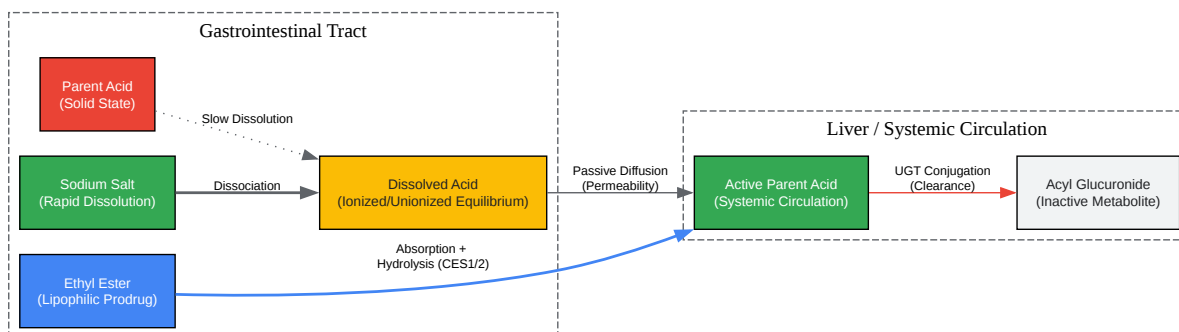 Gastrointestinal Tract
Parent Acid
(Solid State)
Slow Dissolution
Liver / Systemic Circulation
Sodium Salt
(Rapid Dissolution)
Dissociation
Dissolved Acid
(Ionized/Unionized Equilibrium)
Passive Diffusion
(Permeability)
Active Parent Acid
(Systemic Circulation)
UGT Conjugation
(Clearance)
Acyl Glucuronide
(Inactive Metabolite)
Absorption +
Hydrolysis (CES1/2)
Ethyl Ester
(Lipophilic Prodrug)